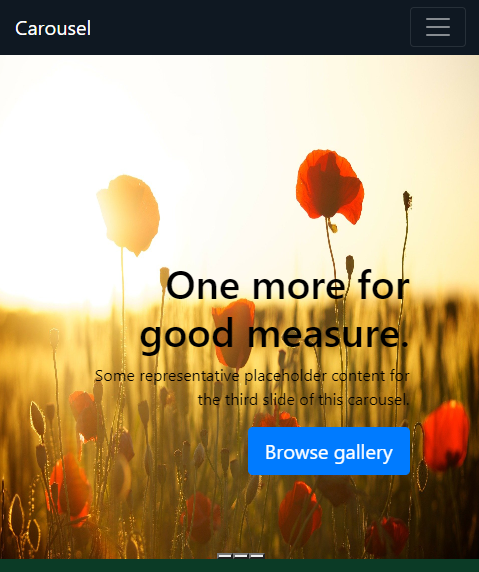 Carousel
One more for
good measure.
Some representative placeholder content for
the third slide of this carousel.
Browse gallery